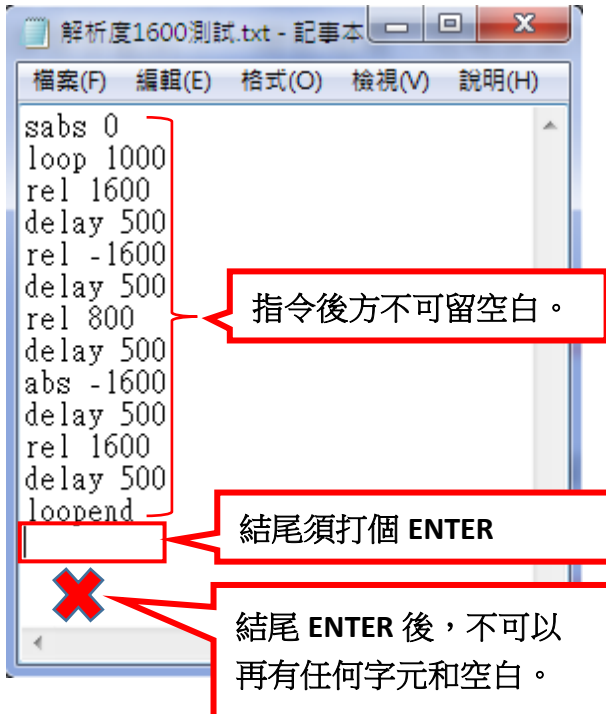 解析度1600測試.txt - 記事本
檔案(F) 編輯(E) 格式(O) 檢視(V) 說明(H)
sabs 0
loop 1000
rel 1600
delay 500
rel -1600
delay 500
rel 800
delay 500
abs -1600
delay 500
rel 1600
delay 500
loopend
指令後方不可留空白。
結尾須打個 ENTER
結尾 ENTER 後，不可以
再有任何字元和空白。